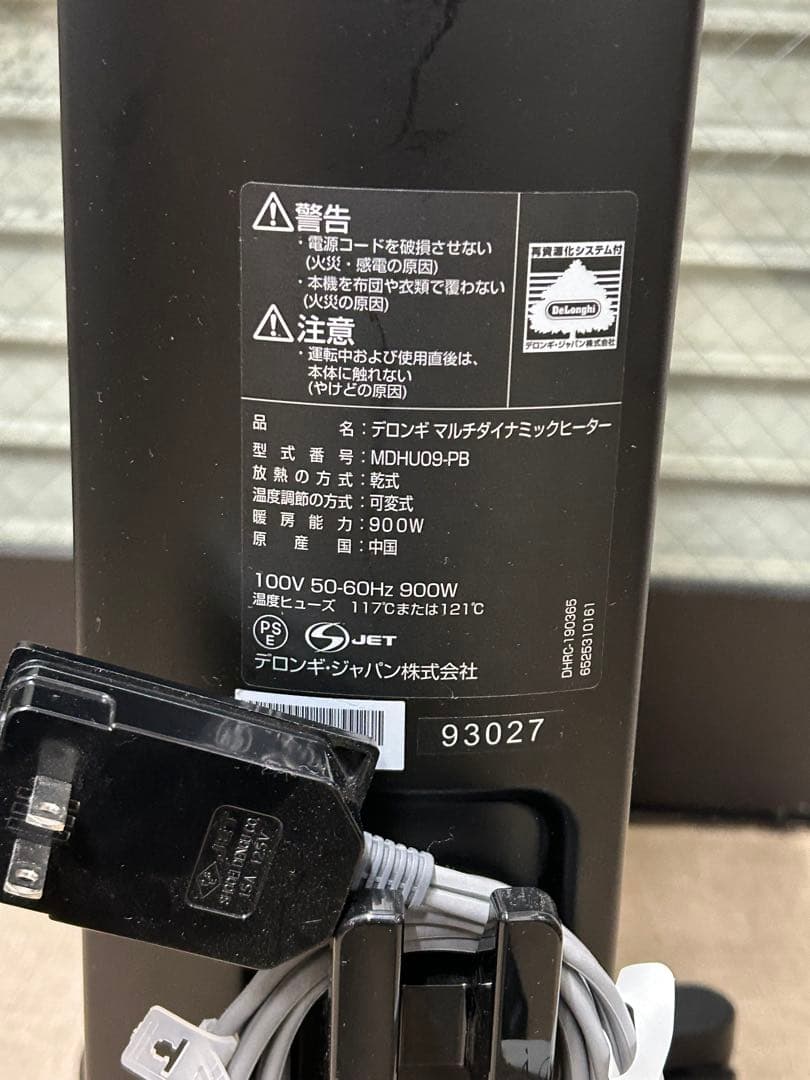 警告
・電源コードを破損させない
(火災・感電の原因)
・本機を布団や衣類で覆わない
(火災の原因)
注意
・運転中および使用直後は、
本体に触れない
(やけどの原因)
再資源化システム付
DeLonghi
デロンギ・ジャパン株式会社
品名：デロンギ マルチダイナミックヒーター
型式番号：MDHU09-PB
放熱の方式：乾式
温度調節の方式：可変式
暖房能力：900W
原産国：中国
100V 50-60Hz 900W
温度ヒューズ 117℃または121℃
PS
E
S JET
デロンギ・ジャパン株式会社
DHRC-190365
6525310161
93027
15A 125V